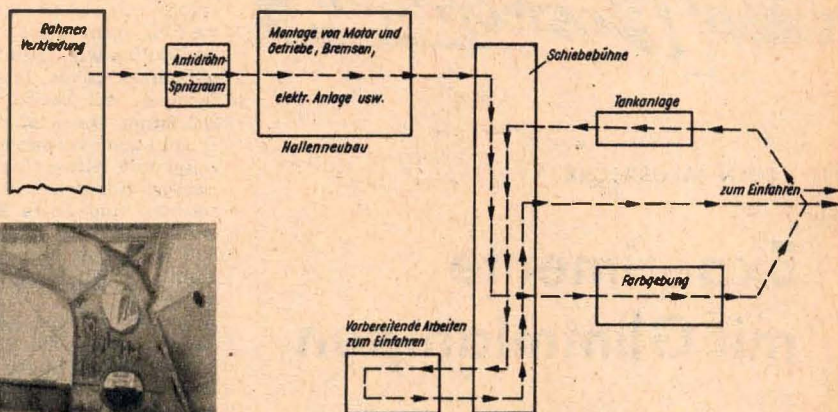 Rahmen
Verkleidung
Antidröhn-
Spritzraum
Montage von Motor und
Getriebe, Bremsen,
elektr. Anlage usw.
Hallenneubau
Schiebebühne
Tankanlage
zum Einfahren
Farbgebung
Vorbereitende Arbeiten
zum Einfahren